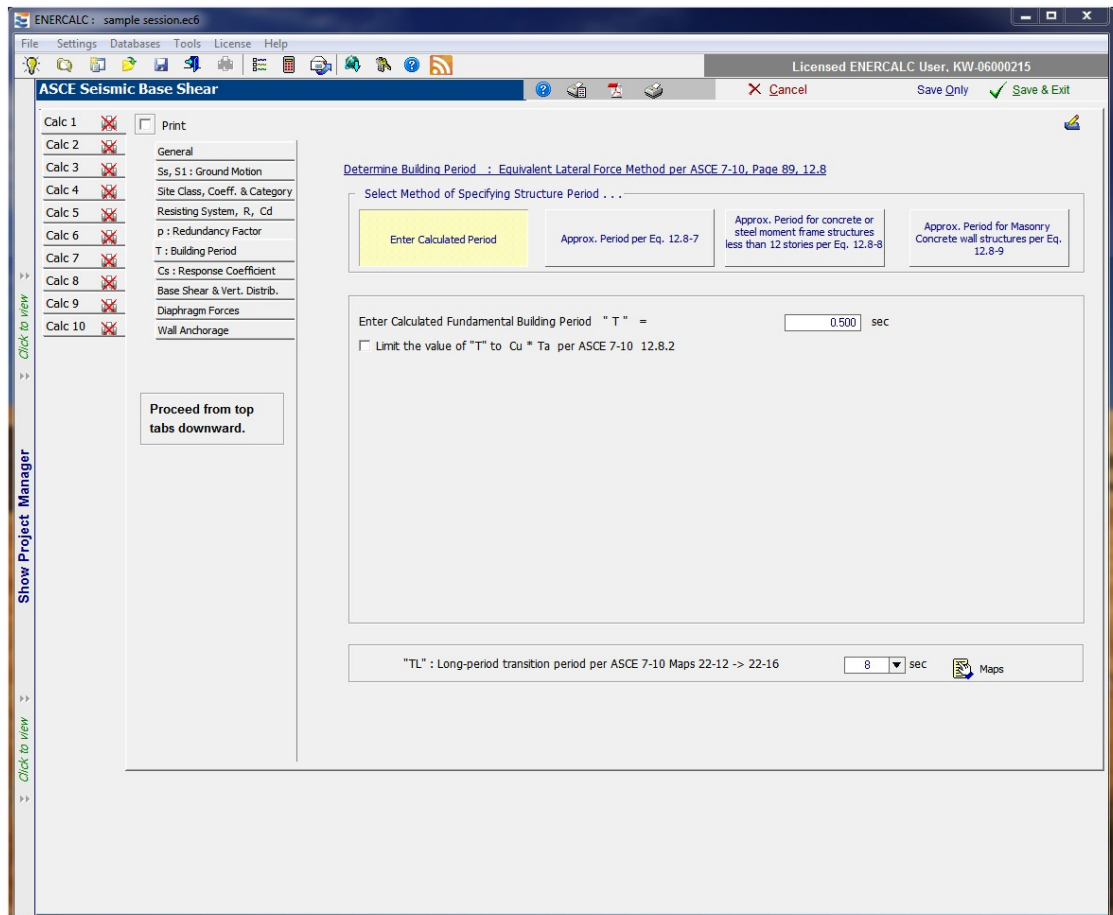 ENERCALC : sample session.ec6
File Settings Databases Tools License Help
Licensed ENERCALC User, KW-06000215
ASCE Seismic Base Shear
Cancel
Save Only
Save & Exit
Calc 1
Calc 2
Calc 3
Calc 4
Calc 5
Calc 6
Calc 7
Calc 8
Calc 9
Calc 10
Print
General
Ss, S1 : Ground Motion
Site Class, Coeff. & Category
Resisting System, R, Cd
p : Redundancy Factor
T : Building Period
Cs : Response Coefficient
Base Shear & Vert. Distrib.
Diaphragm Forces
Wall Anchorage
Proceed from top
tabs downward.
Determine Building Period : Equivalent Lateral Force Method per ASCE 7-10, Page 89, 12.8
Select Method of Specifying Structure Period . . .
Enter Calculated Period
Approx. Period per Eq. 12.8-7
Approx. Period for concrete or
steel moment frame structures
less than 12 stories per Eq. 12.8-8
Approx. Period for Masonry
Concrete wall structures per Eq.
12.8-9
Enter Calculated Fundamental Building Period " T " = 0.500 sec
Limit the value of "T" to Cu * Ta per ASCE 7-10 12.8.2
"TL" : Long-period transition period per ASCE 7-10 Maps 22-12 -> 22-16 8 sec Maps
Click to view
Show Project Manager
Click to view